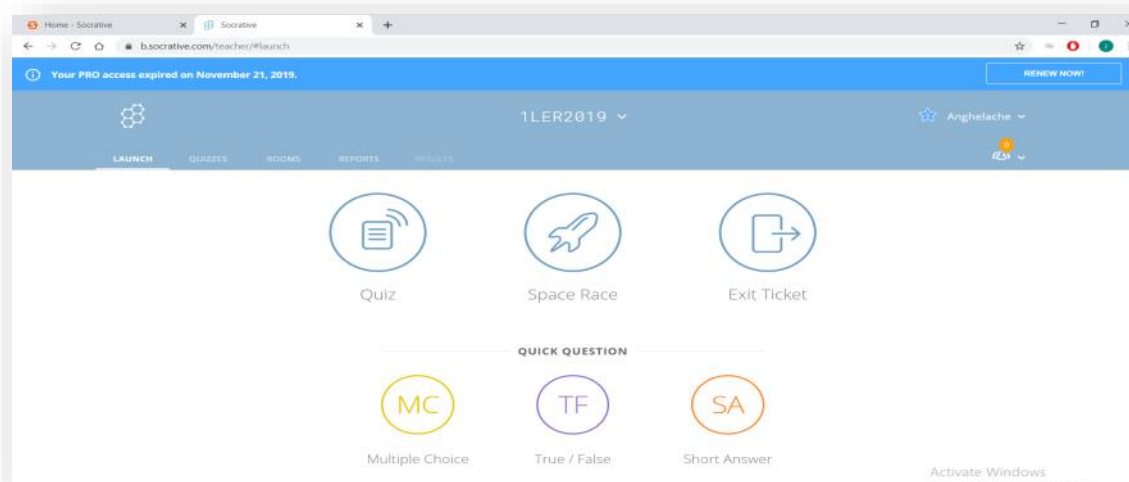 Home - Socrative
Socrative
b.socrative.com/teacher/#launch
Your PRO access expired on November 21, 2019.
RENEW NOW!
1LER2019
Anghelache
LAUNCH QUIZZES ROOMS REPORTS RESULTS
Quiz Space Race Exit Ticket
QUICK QUESTION
MC TF SA
Multiple Choice True / False Short Answer
Activate Windows